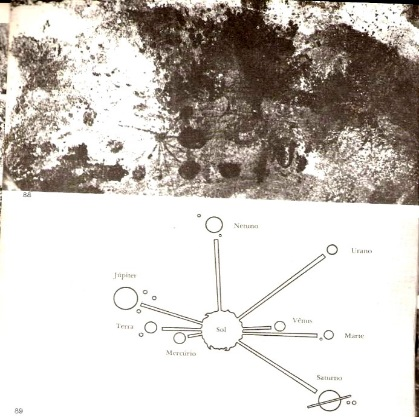 88
Netuno
Urano
Júpiter
Terra
Sol
Vênus
Marte
Mercúrio
Saturno
89